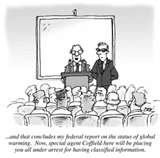 ...and that concludes my federal report on the status of global
warming. Now, special agent Coffield here will be placing
you all under arrest for having classified information.